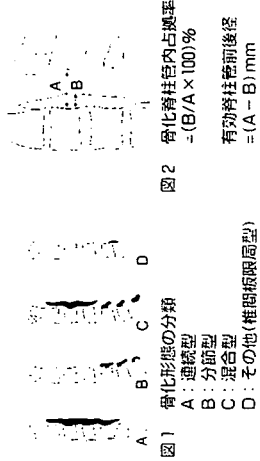 A
B
C
D
図1 骨化形態の分類
A：連続型
B：分節型
C：混合型
D：その他(椎間板限局型)
A
B
図2 骨化脊柱管内占拠率
=(B/A×100)%
有効脊柱管前後径
=(A－B)mm